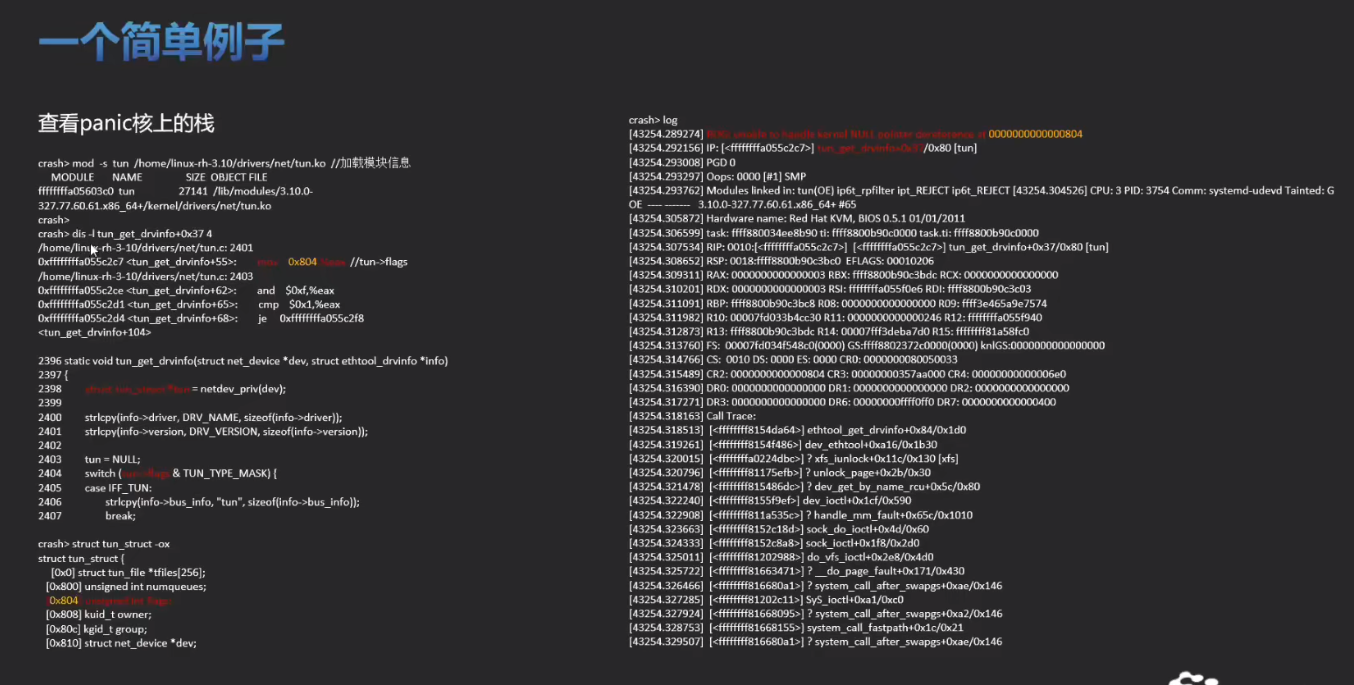 一个简单例子
查看panic核上的栈
crash> mod -s tun /home/linux-rh-3.10/drivers/net/tun.ko //加载模块信息
MODULE NAME SIZE OBJECT FILE
ffffffffa05603c0 tun 27141 /lib/modules/3.10.0-
327.77.60.61.x86_64+/kernel/drivers/net/tun.ko
crash>
crash> dis -l tun_get_drvinfo+0x37 4
/home/linux-rh-3-10/drivers/net/tun.c: 2401
0xffffffffa055c2c7 <tun_get_drvinfo+55>: 0x804 //tun->flags
/home/linux-rh-3-10/drivers/net/tun.c: 2403
0xffffffffa055c2ce <tun_get_drvinfo+62>: and $0xf,%eax
0xffffffffa055c2d1 <tun_get_drvinfo+65>: cmp $0x1,%eax
0xffffffffa055c2d4 <tun_get_drvinfo+68>: je 0xffffffffa055c2f8
<tun_get_drvinfo+104>
2396 static void tun_get_drvinfo(struct net_device *dev, struct ethtool_drvinfo *info)
2397 {
2398 struct tun_struct *tun = netdev_priv(dev);
2399
2400 strlcpy(info->driver, DRV_NAME, sizeof(info->driver));
2401 strlcpy(info->version, DRV_VERSION, sizeof(info->version));
2402
2403 tun = NULL;
2404 switch (tun->flags & TUN_TYPE_MASK) {
2405 case IFF_TUN:
2406 strlcpy(info->bus_info, "tun", sizeof(info->bus_info));
2407 break;
crash> struct tun_struct -ox
struct tun_struct {
[0x0] struct tun_file *tfiles[256];
[0x800] unsigned int numqueues;
[0x804] unsigned int flags;
[0x808] kuid_t owner;
[0x80c] kgid_t group;
[0x810] struct net_device *dev;
crash> log
[43254.289274] BUG: unable to handle kernel NULL pointer dereference at 0000000000000804
[43254.292156] IP: [<ffffffffa055c2c7>] tun_get_drvinfo+0x37/0x80 [tun]
[43254.293008] PGD 0
[43254.293297] Oops: 0000 [#1] SMP
[43254.293762] Modules linked in: tun(OE) ip6t_rpfilter ipt_REJECT ip6t_REJECT [43254.304526] CPU: 3 PID: 3754 Comm: systemd-udevd Tainted: G
OE ---- ------- 3.10.0-327.77.60.61.x86_64+ #65
[43254.305872] Hardware name: Red Hat KVM, BIOS 0.5.1 01/01/2011
[43254.306599] task: ffff880034ee8b90 ti: ffff8800b90c0000 task.ti: ffff8800b90c0000
[43254.307534] RIP: 0010:[<ffffffffa055c2c7>] [<ffffffffa055c2c7>] tun_get_drvinfo+0x37/0x80 [tun]
[43254.308652] RSP: 0018:ffff8800b90c3bc0 EFLAGS: 00010206
[43254.309311] RAX: 0000000000000003 RBX: ffff8800b90c3bdc RCX: 0000000000000000
[43254.310201] RDX: 0000000000000003 RSI: ffffffffa055f0e6 RDI: ffff8800b90c3c03
[43254.311091] RBP: ffff8800b90c3bc8 R08: 0000000000000000 R09: ffff3e465a9e7574
[43254.311982] R10: 00007fd033b4cc30 R11: 0000000000000246 R12: ffffffffa055f940
[43254.312873] R13: ffff8800b90c3bdc R14: 00007fff3deba7d0 R15: ffffffff81a58fc0
[43254.313760] FS: 00007fd034f548c0(0000) GS:ffff8802372c0000(0000) knlGS:0000000000000000
[43254.314766] CS: 0010 DS: 0000 ES: 0000 CR0: 0000000080050033
[43254.315489] CR2: 0000000000000804 CR3: 00000000357aa000 CR4: 00000000000006e0
[43254.316390] DR0: 0000000000000000 DR1: 0000000000000000 DR2: 0000000000000000
[43254.317271] DR3: 0000000000000000 DR6: 00000000ffff0ff0 DR7: 0000000000000400
[43254.318163] Call Trace:
[43254.318513] [<ffffffff8154da64>] ethtool_get_drvinfo+0x84/0x1d0
[43254.319261] [<ffffffff8154f486>] dev_ethtool+0xa16/0x1b30
[43254.320015] [<ffffffffa0224dbc>] ? xfs_iunlock+0x11c/0x130 [xfs]
[43254.320796] [<ffffffff81175efb>] ? unlock_page+0x2b/0x30
[43254.321478] [<ffffffff815486dc>] ? dev_get_by_name_rcu+0x5c/0x80
[43254.322240] [<ffffffff8155f9ef>] dev_ioctl+0x1cf/0x590
[43254.322908] [<ffffffff811a535c>] ? handle_mm_fault+0x65c/0x1010
[43254.323663] [<ffffffff8152c18d>] sock_do_ioctl+0x4d/0x60
[43254.324333] [<ffffffff8152c8a8>] sock_ioctl+0x1f8/0x2d0
[43254.325011] [<ffffffff81202988>] do_vfs_ioctl+0x2e8/0x4d0
[43254.325722] [<ffffffff81663471>] ? __do_page_fault+0x171/0x430
[43254.326466] [<ffffffff816680a1>] ? system_call_after_swapgs+0xae/0x146
[43254.327285] [<ffffffff81202c11>] SyS_ioctl+0xa1/0xc0
[43254.327924] [<ffffffff81668095>] ? system_call_after_swapgs+0xa2/0x146
[43254.328753] [<ffffffff81668155>] system_call_fastpath+0x1c/0x21
[43254.329507] [<ffffffff816680a1>] ? system_call_after_swapgs+0xae/0x146